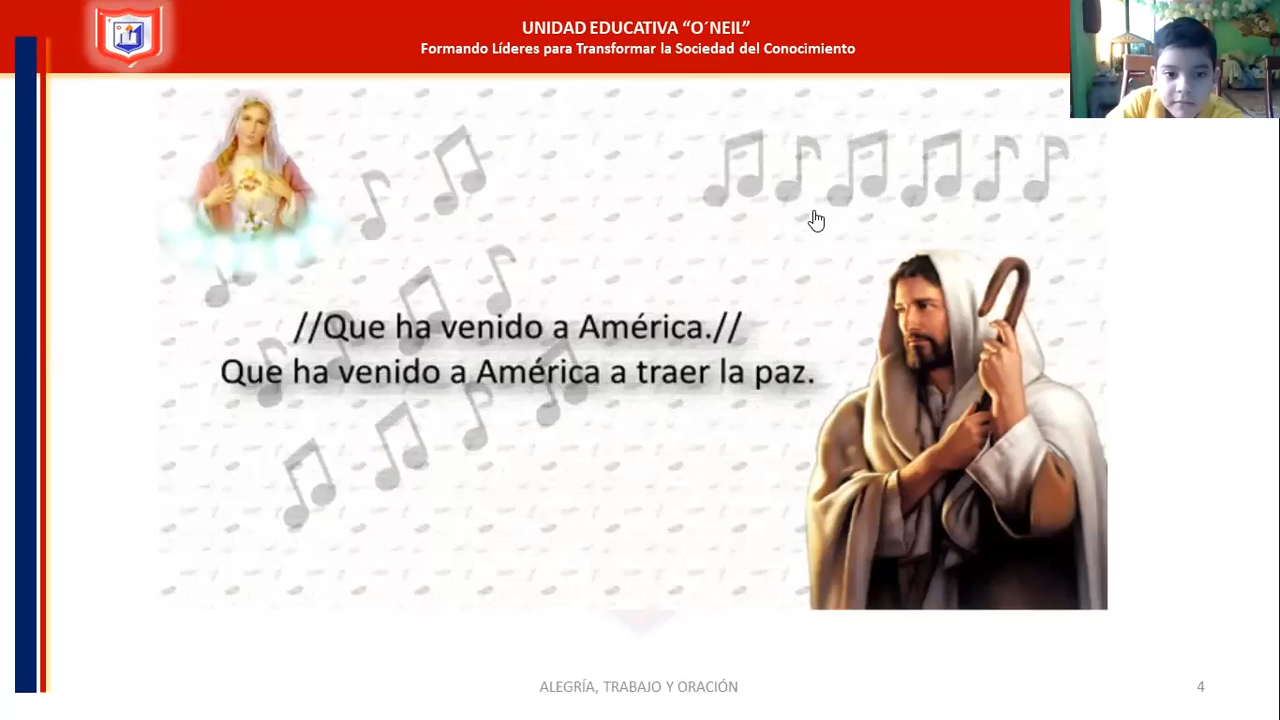 UNIDAD EDUCATIVA “O´NEIL”
Formando Líderes para Transformar la Sociedad del Conocimiento
//Que ha venido a América.//
Que ha venido a América a traer la paz.
ALEGRÍA, TRABAJO Y ORACIÓN
4